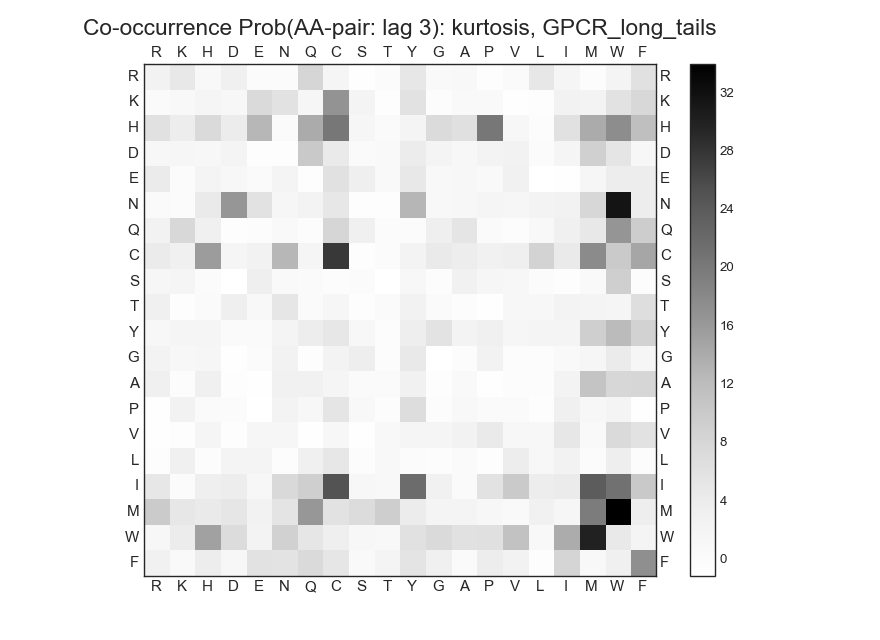 Co-occurrence Prob(AA-pair: lag 3): kurtosis, GPCR_long_tails
R K H D E N Q C S T Y G A P V L I M W F
R R
K K
H H
D D
E E
N N
Q Q
C C
S S
T T
Y Y
G G
A A
P P
V V
L L
I I
M M
W W
F F
R K H D E N Q C S T Y G A P V L I M W F
32
28
24
20
16
12
8
4
0